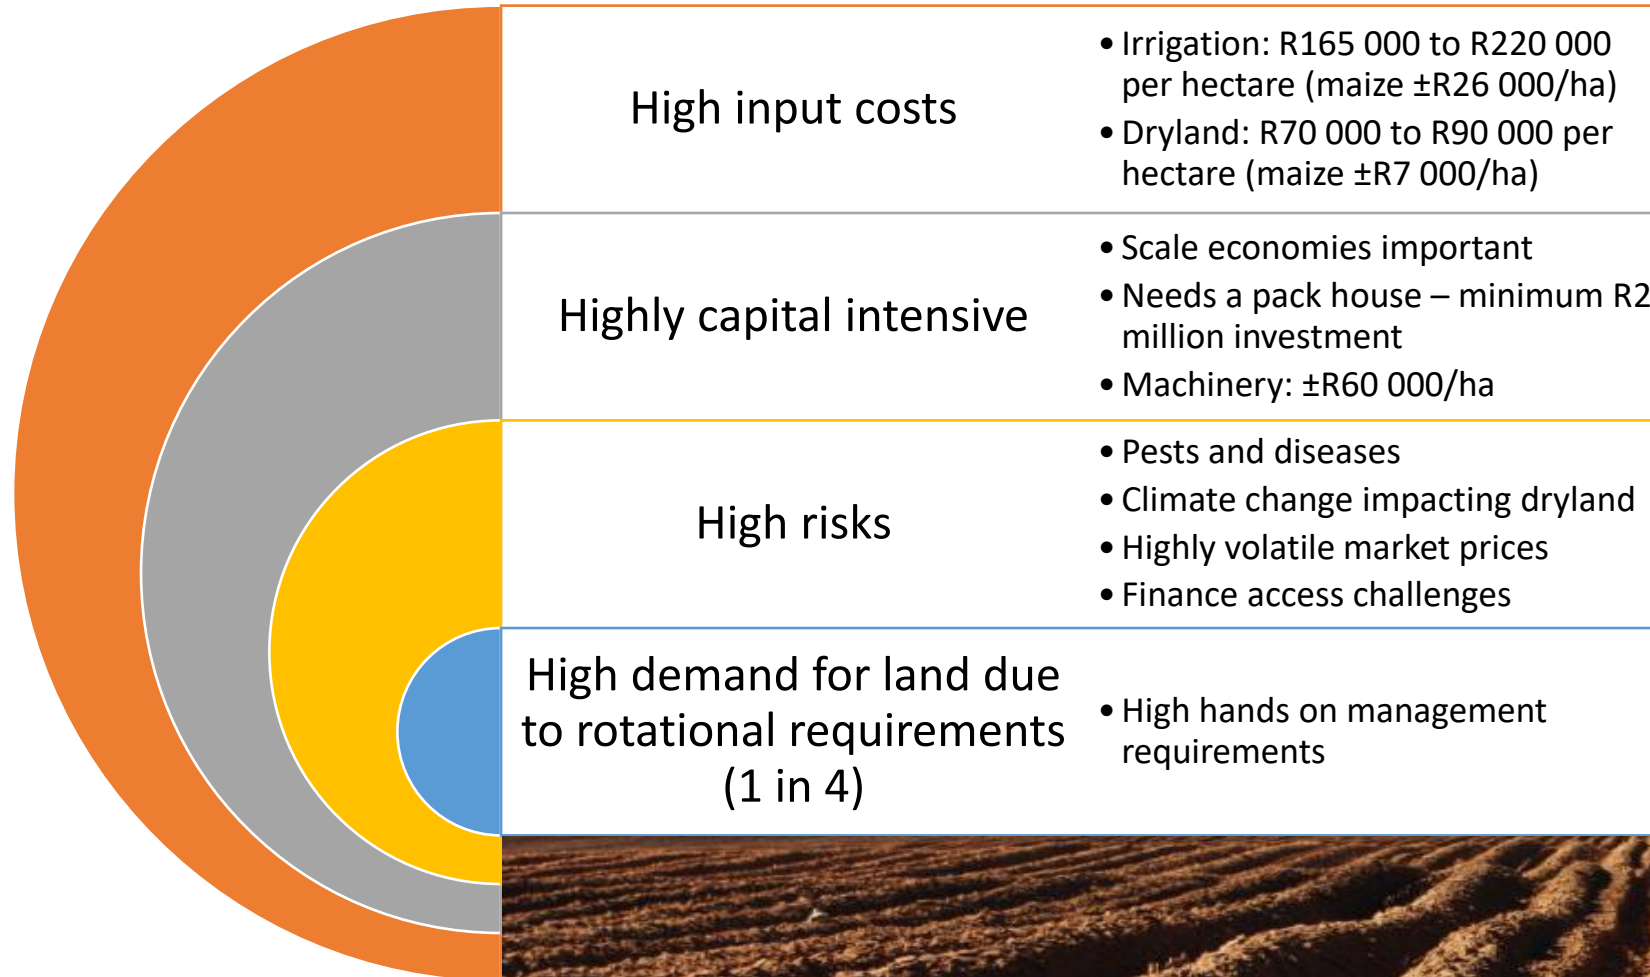 High input costs
• Irrigation: R165 000 to R220 000
per hectare (maize ±R26 000/ha)
• Dryland: R70 000 to R90 000 per
hectare (maize ±R7 000/ha)
Highly capital intensive
• Scale economies important
• Needs a pack house – minimum R2
million investment
• Machinery: ±R60 000/ha
High risks
• Pests and diseases
• Climate change impacting dryland
• Highly volatile market prices
• Finance access challenges
High demand for land due
to rotational requirements
(1 in 4)
• High hands on management
requirements